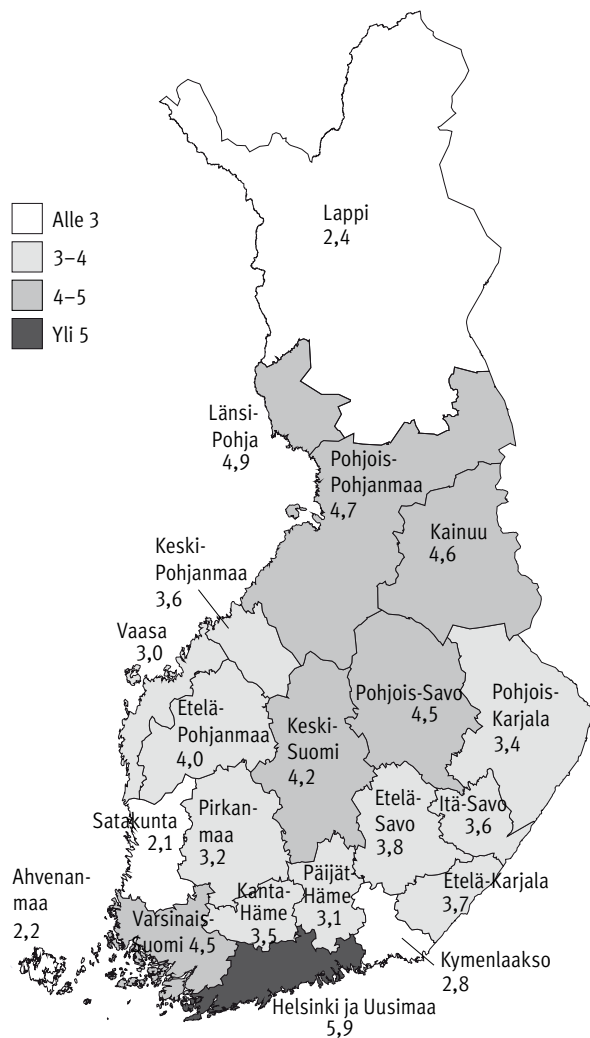 Alle 3
3–4
4–5
Yli 5
Lappi
2,4
Länsi-
Pohja
4,9
Pohjois-
Pohjanmaa
4,7
Kainuu
4,6
Keski-
Pohjanmaa
3,6
Vaasa
3,0
Etelä-
Pohjanmaa
4,0
Keski-
Suomi
4,2
Pohjois-Savo
4,5
Pohjois-
Karjala
3,4
Satakunta
2,1
Pirkan-
maa
3,2
Etelä-
Savo
3,8
Itä-Savo
3,6
Ahvenan-
maa
2,2
Varsinais-
Suomi 4,5
Kanta-
Häme
3,5
Päijät-
Häme
3,1
Etelä-Karjala
3,7
Kymenlaakso
2,8
Helsinki ja Uusimaa
5,9